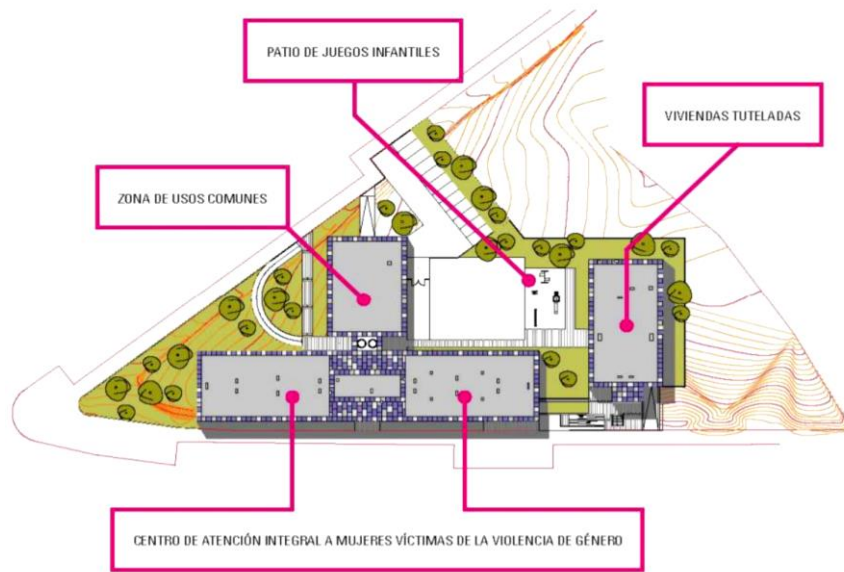 PATIO DE JUEGOS INFANTILES
VIVIENDAS TUTELADAS
ZONA DE USOS COMUNES
CENTRO DE ATENCIÓN INTEGRAL A MUJERES VÍCTIMAS DE LA VIOLENCIA DE GÉNERO